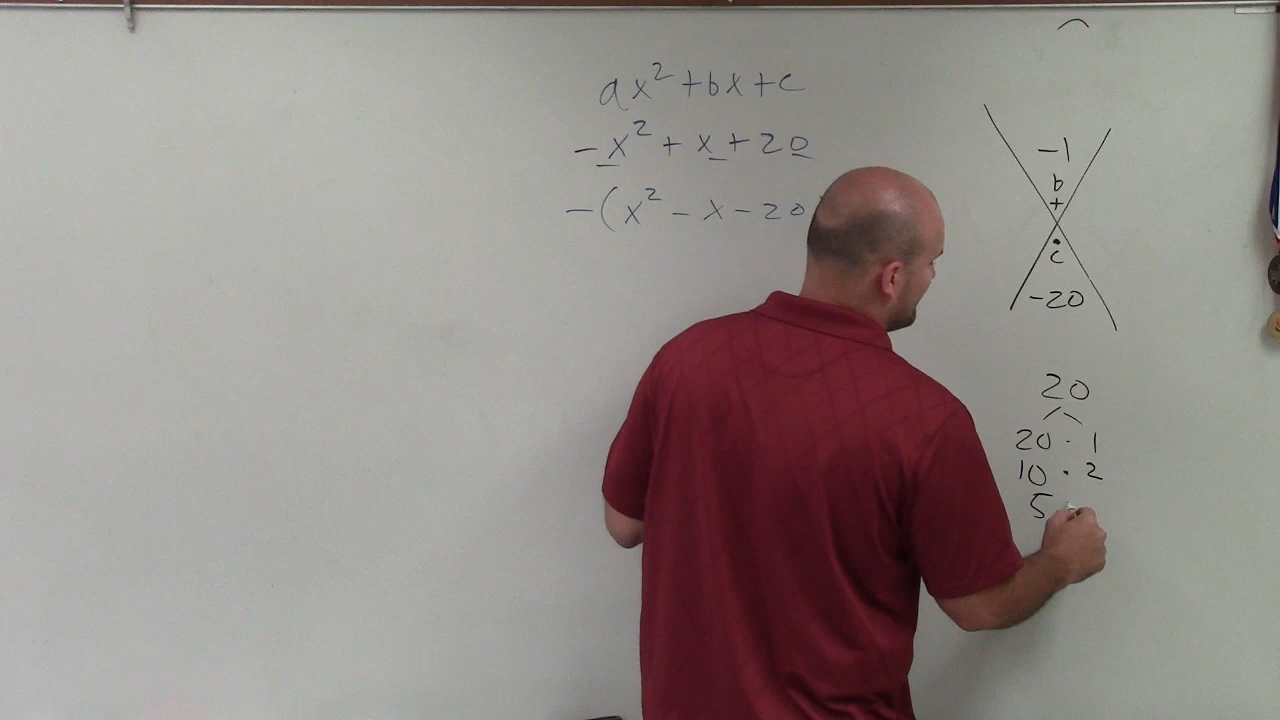 ax² + bx + c
-x² + x + 20
-(x² - x - 20
-1
b
+
•
c
-20
20
20 · 1
10 · 2
5